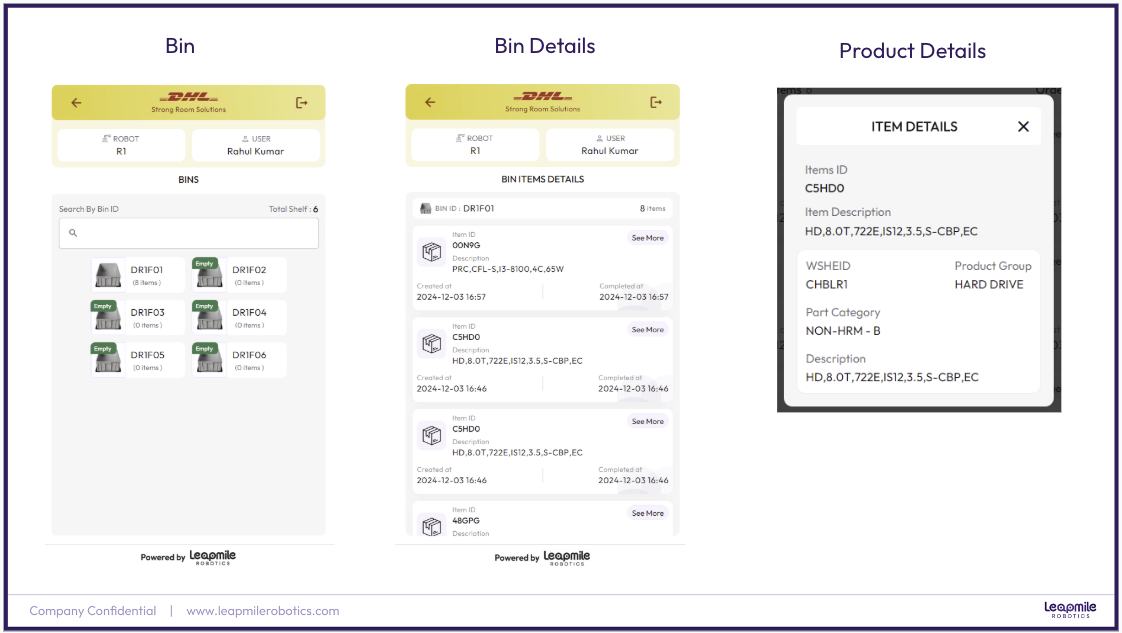 Bin
DHL
Strong Room Solutions
ROBOT
R1
USER
Rahul Kumar
BINS
Search By Bin ID
Total Shelf : 6
DR1F01
(8 items )
Empty
DR1F02
(0 items )
Empty
DR1F03
(0 items )
Empty
DR1F04
(0 items )
Empty
DR1F05
(0 items )
Empty
DR1F06
(0 items )
Powered by Leapmile
ROBOTICS
Bin Details
DHL
Strong Room Solutions
ROBOT
R1
USER
Rahul Kumar
BIN ITEMS DETAILS
BIN ID : DR1F01
8 items
Item ID
See More
00N9G
Description
PRC,CFL-S,I3-8100,4C,65W
Created at
Completed at
2024-12-03 16:57
2024-12-03 16:57
Item ID
See More
C5HD0
Description
HD,8.0T,722E,IS12,3.5,S-CBP,EC
Created at
Completed at
2024-12-03 16:46
2024-12-03 16:46
Item ID
See More
C5HD0
Description
HD,8.0T,722E,IS12,3.5,S-CBP,EC
Created at
Completed at
2024-12-03 16:46
2024-12-03 16:46
Item ID
See More
48GPG
Description
Powered by Leapmile
ROBOTICS
Product Details
ITEM DETAILS
Items ID
C5HD0
Item Description
HD,8.0T,722E,IS12,3.5,S-CBP,EC
WSHEID
Product Group
CHBLR1
HARD DRIVE
Part Category
NON-HRM - B
Description
HD,8.0T,722E,IS12,3.5,S-CBP,EC
Company Confidential | www.leapmilerobotics.com
Leapmile
ROBOTICS